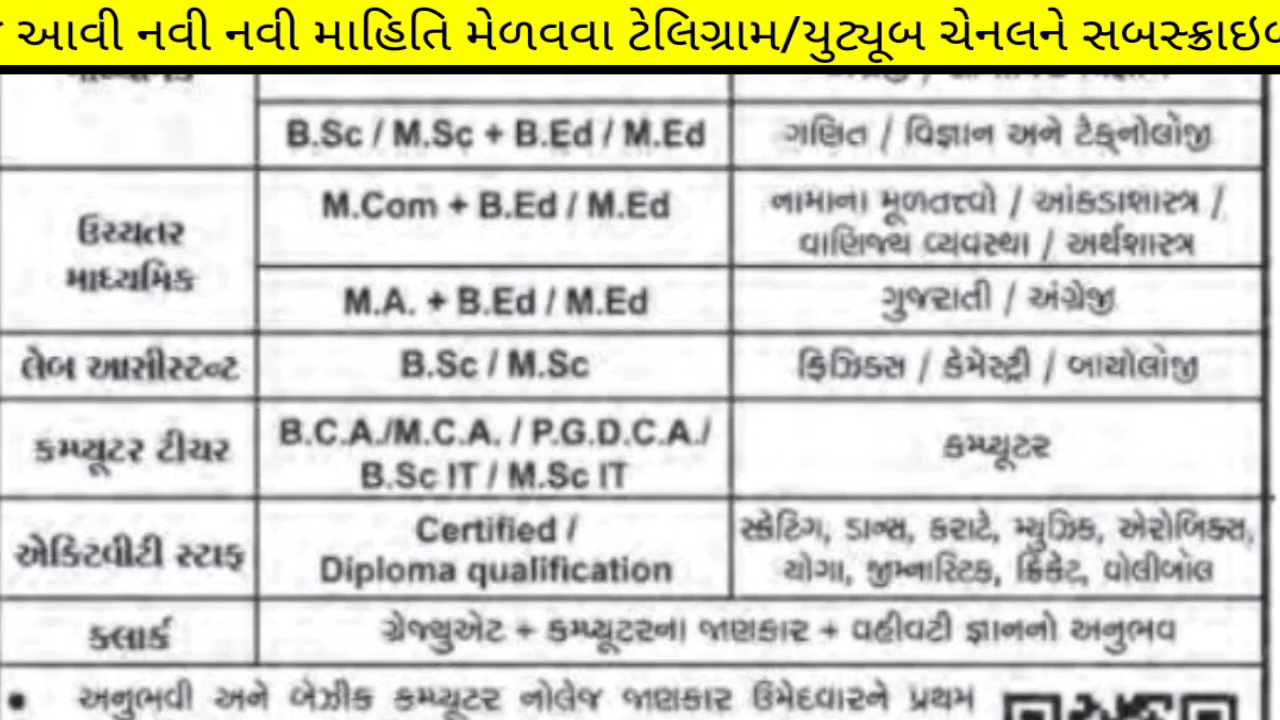 આવી નવી નવી માહિતિ મેળવવા ટેલિગ્રામ/યુટ્યૂબ ચેનલને સબસ્ક્રાઇબ
B.Sc / M.Sc + B.Ed / M.Ed
ગણિત / વિજ્ઞાન અને ટૅક્નોલૉજી
ઉચ્ચતર
માધ્યમિક
M.Com + B.Ed / M.Ed
નામાના મૂળતત્ત્વો / આંકડાશાસ્ત્ર /
વાણિજ્ય વ્યવસ્થા / અર્થશાસ્ત્ર
M.A. + B.Ed / M.Ed
ગુજરાતી / અંગ્રેજી
લેબ આસીસ્ટન્ટ
B.Sc / M.Sc
ફિઝિક્સ / કેમેસ્ટ્રી / બાયોલૉજી
કમ્પ્યૂટર ટીચર
B.C.A./M.C.A. / P.G.D.C.A./
B.Sc IT / M.Sc IT
કમ્પ્યૂટર
એક્ટિવીટી સ્ટાફ
Certified /
Diploma qualification
સ્કેટિંગ, ડાન્સ, કરાટે, મ્યુઝિક, એરોબિક્સ,
યોગા, જીમ્નાસ્ટિક, ક્રિકેટ, વોલીબૉલ
ક્લાર્ક
ગ્રેજ્યુએટ + કમ્પ્યૂટરના જાણકાર + વહીવટી જ્ઞાનનો અનુભવ
• અનુભવી અને બેઝીક કમ્પ્યૂટર નોલેજ જાણકાર ઉમેદવારને પ્રથમ